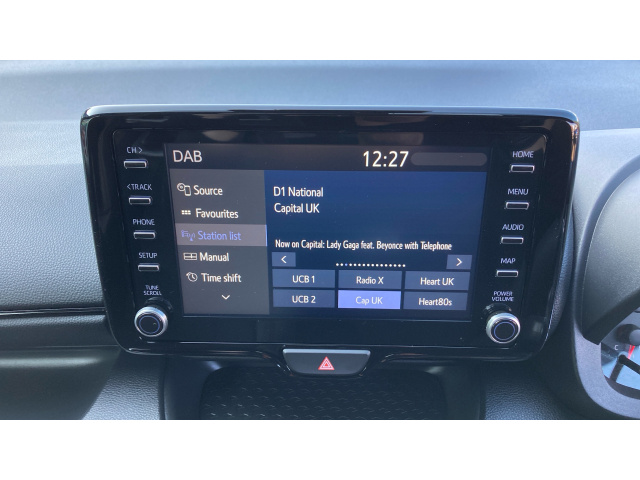 DAB
12:27
CH.>
<TRACK
PHONE
SETUP
TUNE
SCROLL
Source
Favourites
Station list
Manual
Time shift
D1 National
Capital UK
Now on Capital: Lady Gaga feat. Beyonce with Telephone
< >
UCB 1 Radio X Heart UK
UCB 2 Cap UK Heart80s
HOME
MENU
AUDIO
MAP
POWER
VOLUME
C